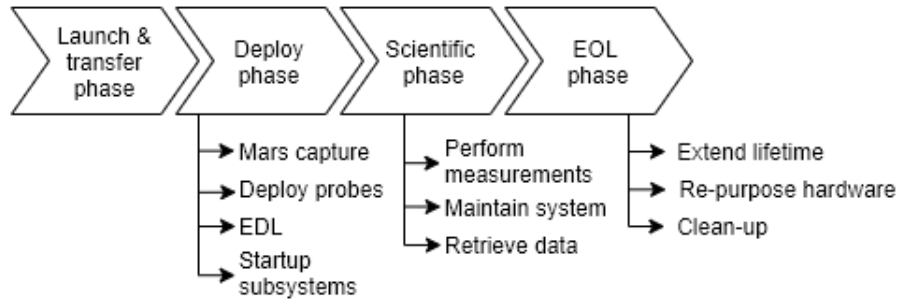 Launch &
transfer
phase
Deploy
phase
Scientific
phase
EOL
phase
Mars capture
Deploy probes
EDL
Startup
subsystems
Perform
measurements
Maintain system
Retrieve data
Extend lifetime
Re-purpose hardware
Clean-up